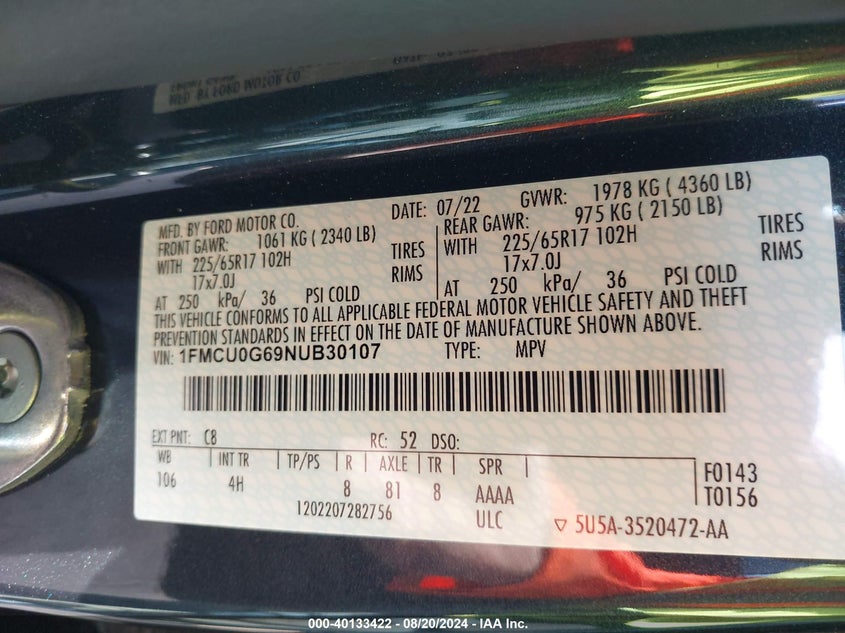 MFD. BY FORD MOTOR CO.
DATE: 07/22 GVWR: 1978 KG ( 4360 LB)
FRONT GAWR: 1061 KG ( 2340 LB)
REAR GAWR: 975 KG ( 2150 LB)
WITH 225/65R17 102H TIRES
WITH 225/65R17 102H TIRES
17x7.0J RIMS
17x7.0J RIMS
AT 250 kPa/ 36 PSI COLD
AT 250 kPa/ 36 PSI COLD
THIS VEHICLE CONFORMS TO ALL APPLICABLE FEDERAL MOTOR VEHICLE SAFETY AND THEFT
PREVENTION STANDARDS IN EFFECT ON THE DATE OF MANUFACTURE SHOWN ABOVE.
VIN: 1FMCU0G69NUB30107 TYPE: MPV
EXT PNT: C8 RC: 52 DSO:
WB INT TR TP/PS R AXLE TR SPR
106 4H 8 81 8 AAAA
F0143
T0156
1202207282756 ULC
5U5A-3520472-AA
000-40133422 - 08/20/2024 - IAA Inc.